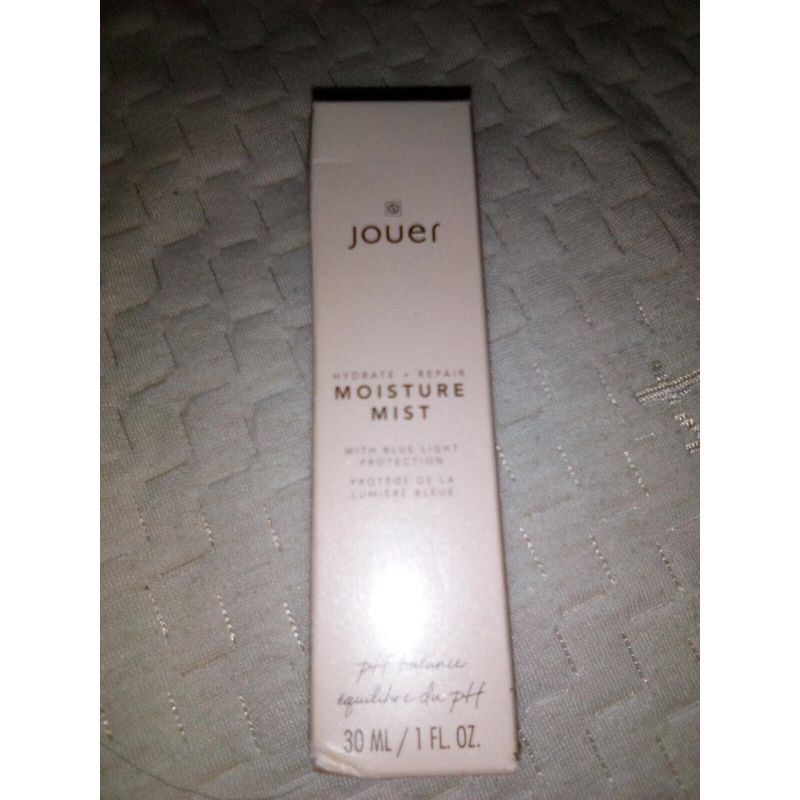 jouer
HYDRATE + REPAIR
MOISTURE
MIST
WITH BLUE LIGHT
PROTECTION
PROTÈGE DE LA
LUMIÈRE BLEUE
pH balance
équilibre du pH
30 ML / 1 FL. OZ.